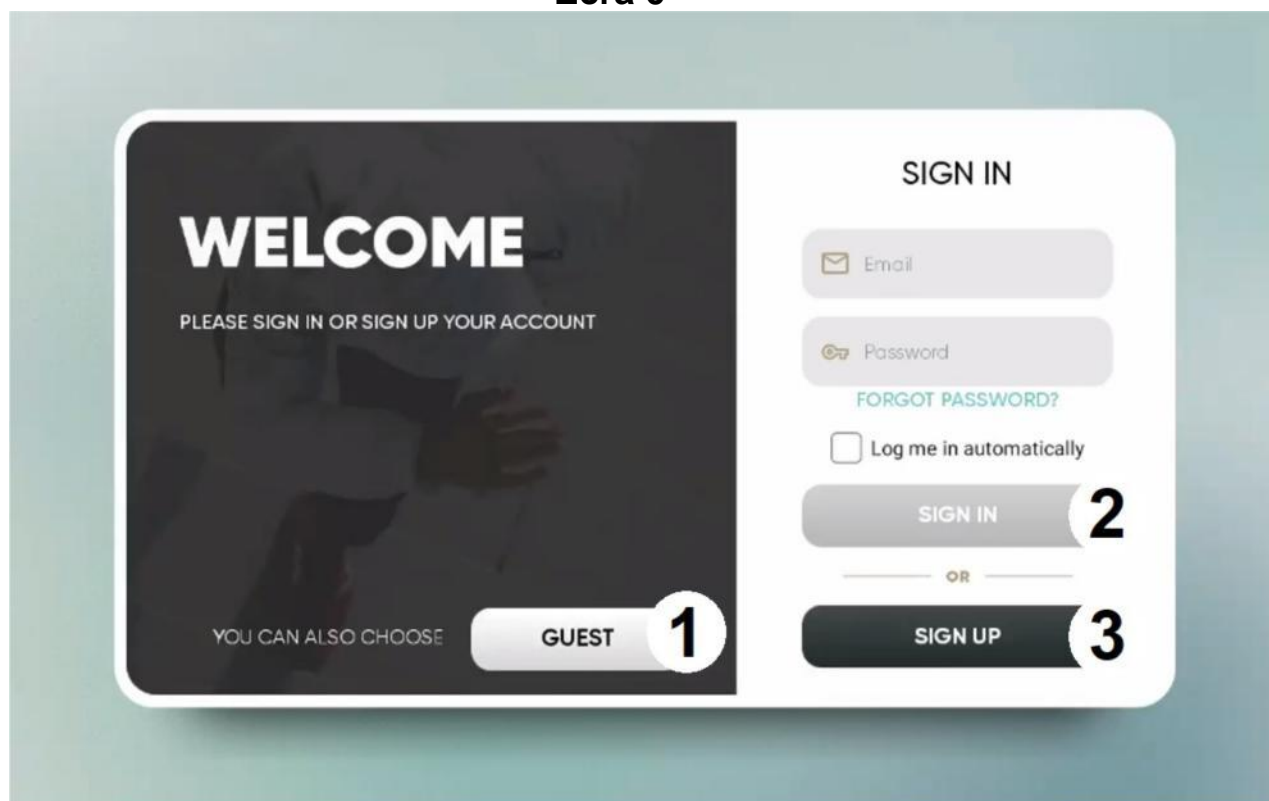 WELCOME
PLEASE SIGN IN OR SIGN UP YOUR ACCOUNT
YOU CAN ALSO CHOOSE
GUEST
1
SIGN IN
Email
Password
FORGOT PASSWORD?
Log me in automatically
SIGN IN
2
OR
SIGN UP
3